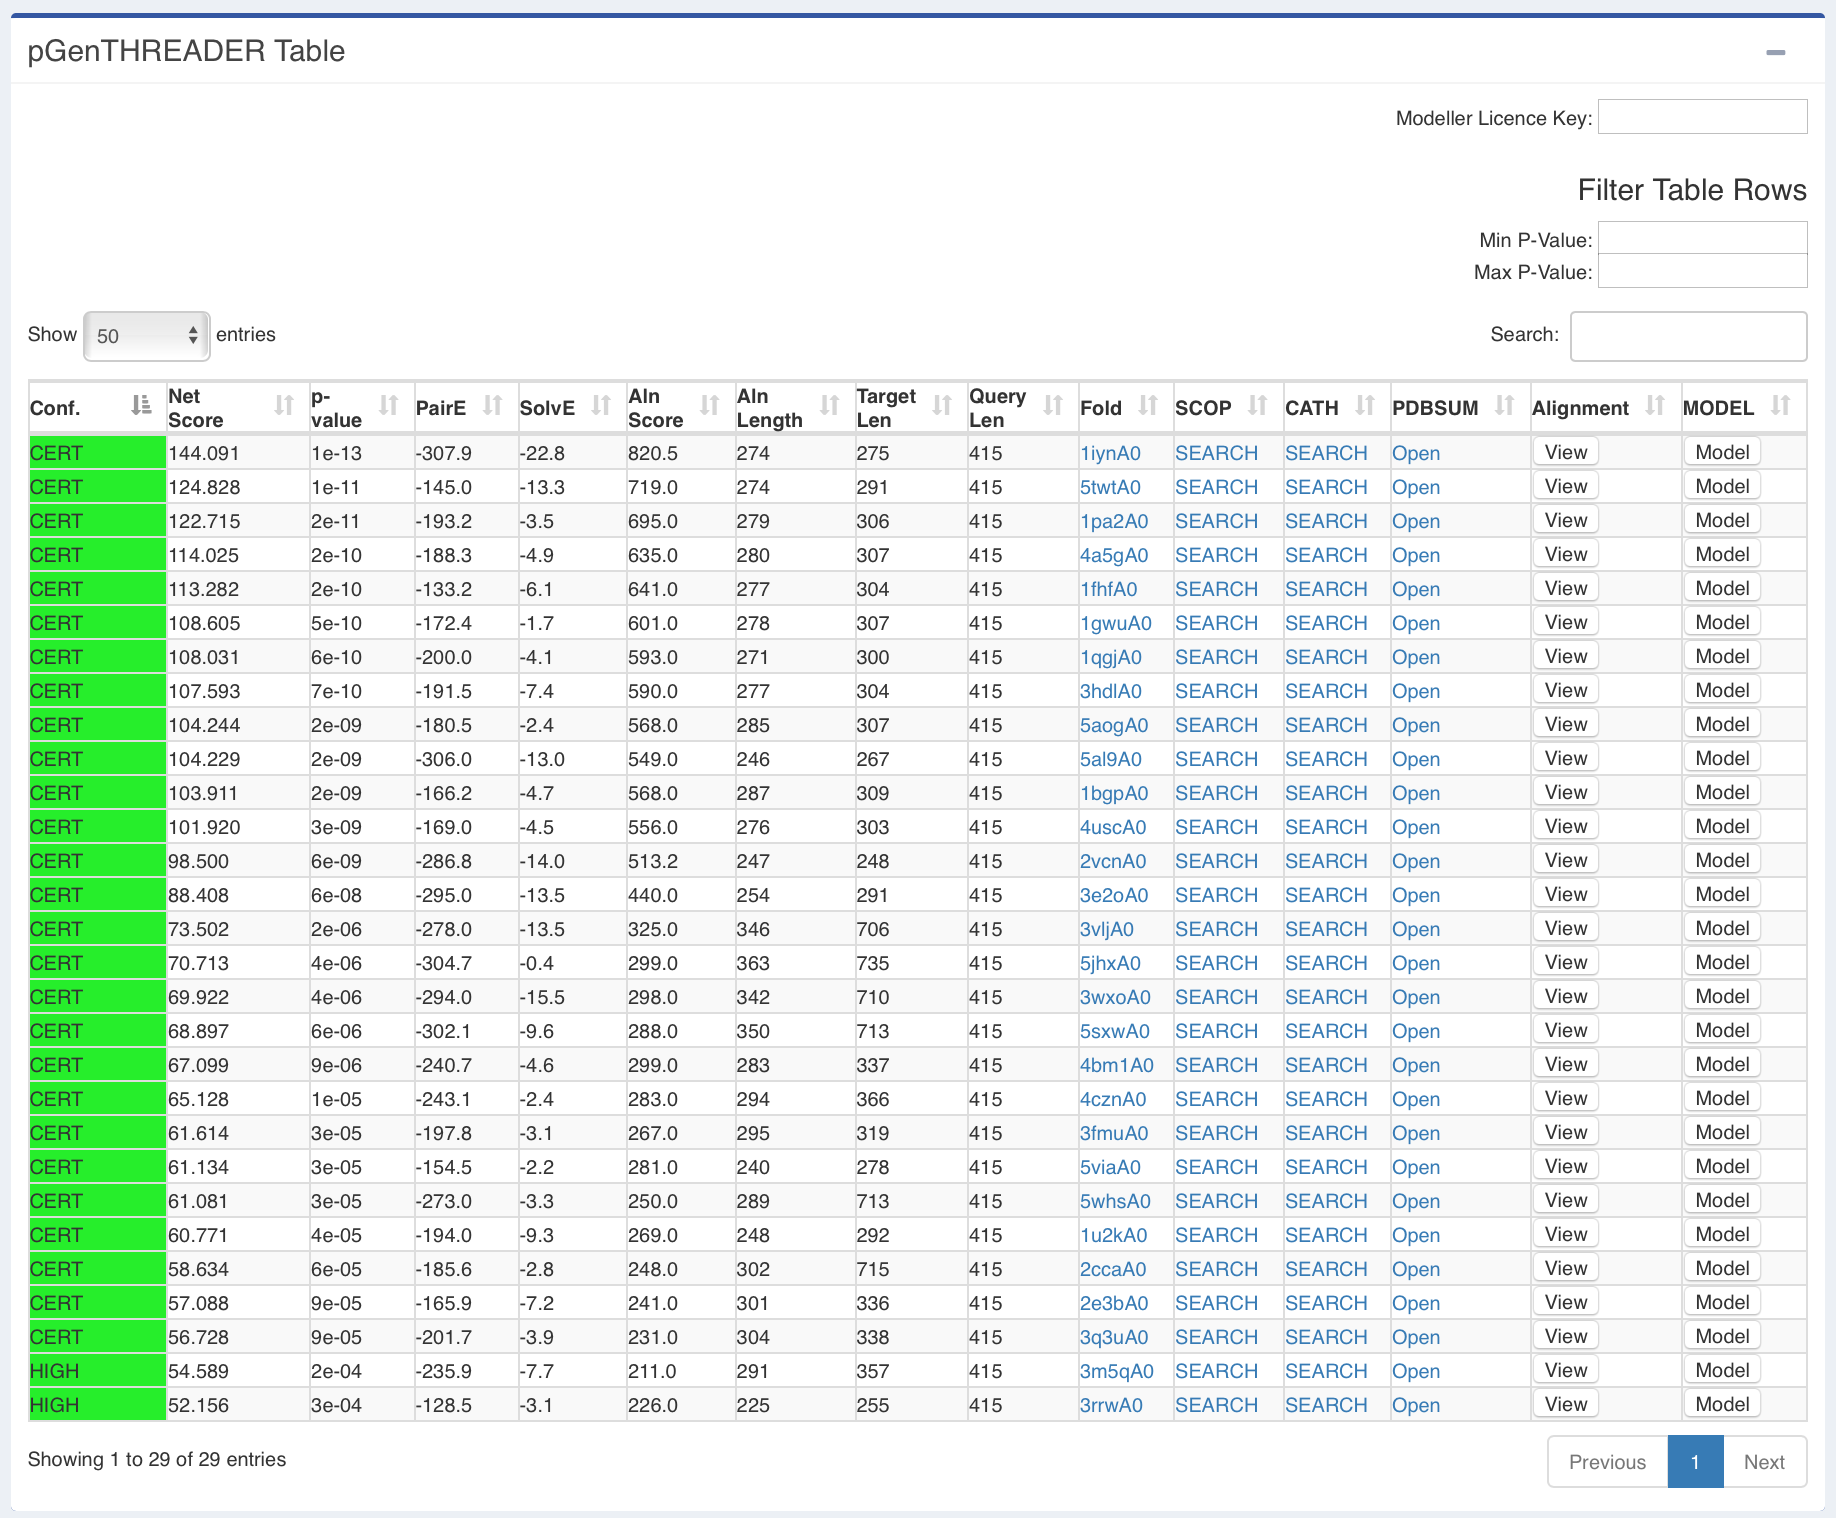 pGenTHREADER Table
Modeller Licence Key:
Filter Table Rows
Min P-Value:
Max P-Value:
Show 50 entries Search:
Conf. Net Score p-value PairE SolvE Aln Score Aln Length Target Len Query Len Fold SCOP CATH PDBSUM Alignment MODEL
CERT 144.091 1e-13 -307.9 -22.8 820.5 274 275 415 1iynA0 SEARCH SEARCH Open View Model
CERT 124.828 1e-11 -145.0 -13.3 719.0 274 291 415 5twtA0 SEARCH SEARCH Open View Model
CERT 122.715 2e-11 -193.2 -3.5 695.0 279 306 415 1pa2A0 SEARCH SEARCH Open View Model
CERT 114.025 2e-10 -188.3 -4.9 635.0 280 307 415 4a5gA0 SEARCH SEARCH Open View Model
CERT 113.282 2e-10 -133.2 -6.1 641.0 277 304 415 1fhfA0 SEARCH SEARCH Open View Model
CERT 108.605 5e-10 -172.4 -1.7 601.0 278 307 415 1gwuA0 SEARCH SEARCH Open View Model
CERT 108.031 6e-10 -200.0 -4.1 593.0 271 300 415 1qgjA0 SEARCH SEARCH Open View Model
CERT 107.593 7e-10 -191.5 -7.4 590.0 277 304 415 3hdlA0 SEARCH SEARCH Open View Model
CERT 104.244 2e-09 -180.5 -2.4 568.0 285 307 415 5aogA0 SEARCH SEARCH Open View Model
CERT 104.229 2e-09 -306.0 -13.0 549.0 246 267 415 5al9A0 SEARCH SEARCH Open View Model
CERT 103.911 2e-09 -166.2 -4.7 568.0 287 309 415 1bgpA0 SEARCH SEARCH Open View Model
CERT 101.920 3e-09 -169.0 -4.5 556.0 276 303 415 4uscA0 SEARCH SEARCH Open View Model
CERT 98.500 6e-09 -286.8 -14.0 513.2 247 248 415 2vcnA0 SEARCH SEARCH Open View Model
CERT 88.408 6e-08 -295.0 -13.5 440.0 254 291 415 3e2oA0 SEARCH SEARCH Open View Model
CERT 73.502 2e-06 -278.0 -13.5 325.0 346 706 415 3vljA0 SEARCH SEARCH Open View Model
CERT 70.713 4e-06 -304.7 -0.4 299.0 363 735 415 5jhxA0 SEARCH SEARCH Open View Model
CERT 69.922 4e-06 -294.0 -15.5 298.0 342 710 415 3wxoA0 SEARCH SEARCH Open View Model
CERT 68.897 6e-06 -302.1 -9.6 288.0 350 713 415 5sxwA0 SEARCH SEARCH Open View Model
CERT 67.099 9e-06 -240.7 -4.6 299.0 283 337 415 4bm1A0 SEARCH SEARCH Open View Model
CERT 65.128 1e-05 -243.1 -2.4 283.0 294 366 415 4cznA0 SEARCH SEARCH Open View Model
CERT 61.614 3e-05 -197.8 -3.1 267.0 295 319 415 3fmuA0 SEARCH SEARCH Open View Model
CERT 61.134 3e-05 -154.5 -2.2 281.0 240 278 415 5viaA0 SEARCH SEARCH Open View Model
CERT 61.081 3e-05 -273.0 -3.3 250.0 289 713 415 5whsA0 SEARCH SEARCH Open View Model
CERT 60.771 4e-05 -194.0 -9.3 269.0 248 292 415 1u2kA0 SEARCH SEARCH Open View Model
CERT 58.634 6e-05 -185.6 -2.8 248.0 302 715 415 2ccaA0 SEARCH SEARCH Open View Model
CERT 57.088 9e-05 -165.9 -7.2 241.0 301 336 415 2e3bA0 SEARCH SEARCH Open View Model
CERT 56.728 9e-05 -201.7 -3.9 231.0 304 338 415 3q3uA0 SEARCH SEARCH Open View Model
HIGH 54.589 2e-04 -235.9 -7.7 211.0 291 357 415 3m5qA0 SEARCH SEARCH Open View Model
HIGH 52.156 3e-04 -128.5 -3.1 226.0 225 255 415 3rrwA0 SEARCH SEARCH Open View Model
Showing 1 to 29 of 29 entries Previous 1 Next